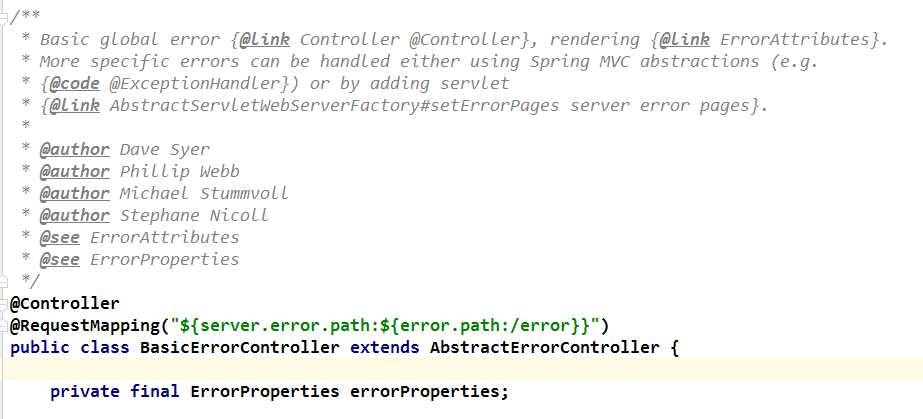 /**
 * Basic global error {@link Controller @Controller}, rendering {@link ErrorAttributes}.
 * More specific errors can be handled either using Spring MVC abstractions (e.g.
 * {@code @ExceptionHandler}) or by adding servlet
 * {@link AbstractServletWebServerFactory#setErrorPages server error pages}.
 *
 * @author Dave Syer
 * @author Phillip Webb
 * @author Michael Stummvoll
 * @author Stephane Nicoll
 * @see ErrorAttributes
 * @see ErrorProperties
 */
@Controller
@RequestMapping("${server.error.path:${error.path:/error}}")
public class BasicErrorController extends AbstractErrorController {
    private final ErrorProperties errorProperties;